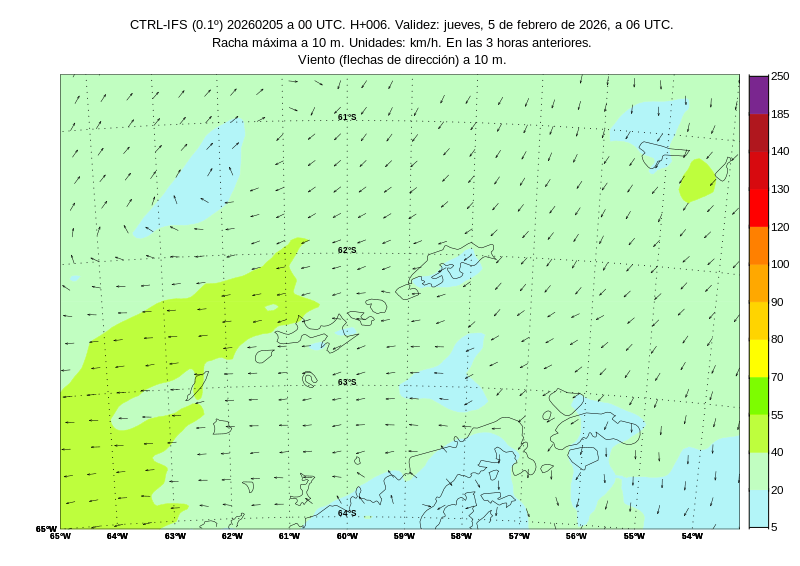 CTRL-IFS (0.1º) 20260205 a 00 UTC. H+006. Validez: jueves, 5 de febrero de 2026, a 06 UTC.
Racha máxima a 10 m. Unidades: km/h. En las 3 horas anteriores.
Viento (flechas de dirección) a 10 m.
250
185
140
130
120
100
90
80
70
55
40
20
5
61°S
62°S
63°S
64°S
65°W
65°W 64°W 63°W 62°W 61°W 60°W 59°W 58°W 57°W 56°W 55°W 54°W